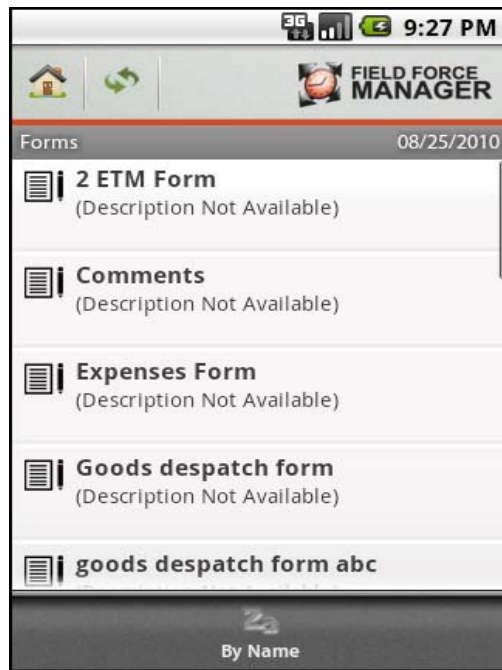 3G 9:27 PM
FIELD FORCE
MANAGER
Forms 08/25/2010
2 ETM Form
(Description Not Available)
Comments
(Description Not Available)
Expenses Form
(Description Not Available)
Goods despatch form
(Description Not Available)
goods despatch form abc
By Name